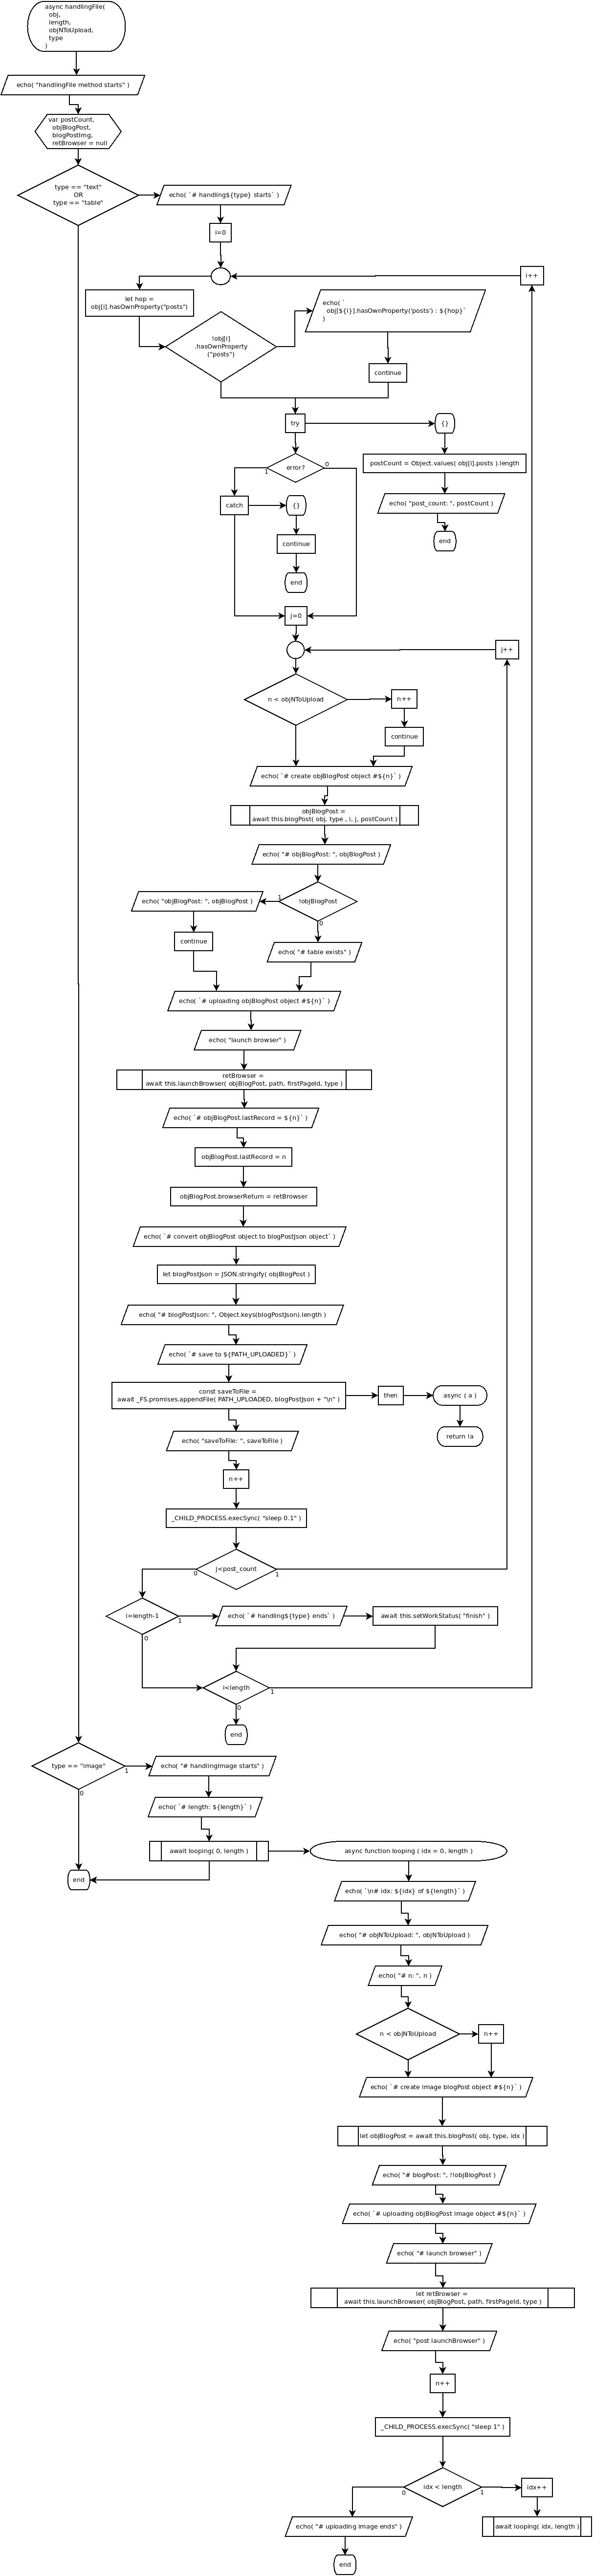 async handlingFile(
obj,
length,
objNToUpload,
type
)
echo( "handlingFile method starts" )
var postCount,
objBlogPost,
blogPostImg,
retBrowser = null
type == "text"
OR
type == "table"
echo( `# handling${type} starts` )
i=0
i++
let hop =
obj[i].hasOwnProperty("posts")
!obj[i]
.hasOwnProperty
("posts")
echo( `
obj[${i}].hasOwnProperty('posts') : ${hop}`
)
continue
try
{}
postCount = Object.values( obj[i].posts ).length
echo( "post_count: ", postCount )
end
error?
1
0
catch
{}
continue
end
j=0
j++
n < objNToUpload
n++
continue
echo( `# create objBlogPost object #${n}` )
objBlogPost =
await this.blogPost( obj, type , i, j, postCount )
echo( "# objBlogPost: ", objBlogPost )
!objBlogPost
1
0
echo( "objBlogPost: ", objBlogPost )
continue
echo( "# table exists" )
echo( `# uploading objBlogPost object #${n}` )
echo( "launch browser" )
retBrowser =
await this.launchBrowser( objBlogPost, path, firstPageId, type )
echo( `# objBlogPost.lastRecord = ${n}` )
objBlogPost.lastRecord = n
objBlogPost.browserReturn = retBrowser
echo( `# convert objBlogPost object to blogPostJson object` )
let blogPostJson = JSON.stringify( objBlogPost )
echo( "# blogPostJson: ", Object.keys(blogPostJson).length )
echo( `# save to ${PATH_UPLOADED}` )
const saveToFile =
await _FS.promises.appendFile( PATH_UPLOADED, blogPostJson + "\n" )
then
async ( a )
return !a
echo( "saveToFile: ", saveToFile )
n++
_CHILD_PROCESS.execSync( "sleep 0.1" )
j<post_count
0
1
i=length-1
1
0
echo( `# handling${type} ends` )
await this.setWorkStatus( "finish" )
i<length
1
0
end
type == "image"
1
0
echo( "# handlingImage starts" )
echo( `# length: ${length}` )
await looping( 0, length )
end
async function looping ( idx = 0, length )
echo( `\n# idx: ${idx} of ${length}` )
echo( "# objNToUpload: ", objNToUpload )
echo( "# n: ", n )
n < objNToUpload
n++
echo( `# create image blogPost object #${n}` )
let objBlogPost = await this.blogPost( obj, type, idx )
echo( "# blogPost: ", !!objBlogPost )
echo( `# uploading objBlogPost image object #${n}` )
echo( "# launch browser" )
let retBrowser =
await this.launchBrowser( objBlogPost, path, firstPageId, type )
echo( "post launchBrowser" )
n++
_CHILD_PROCESS.execSync( "sleep 1" )
idx < length
0
1
idx++
await looping( idx, length )
echo( "# uploading image ends" )
end